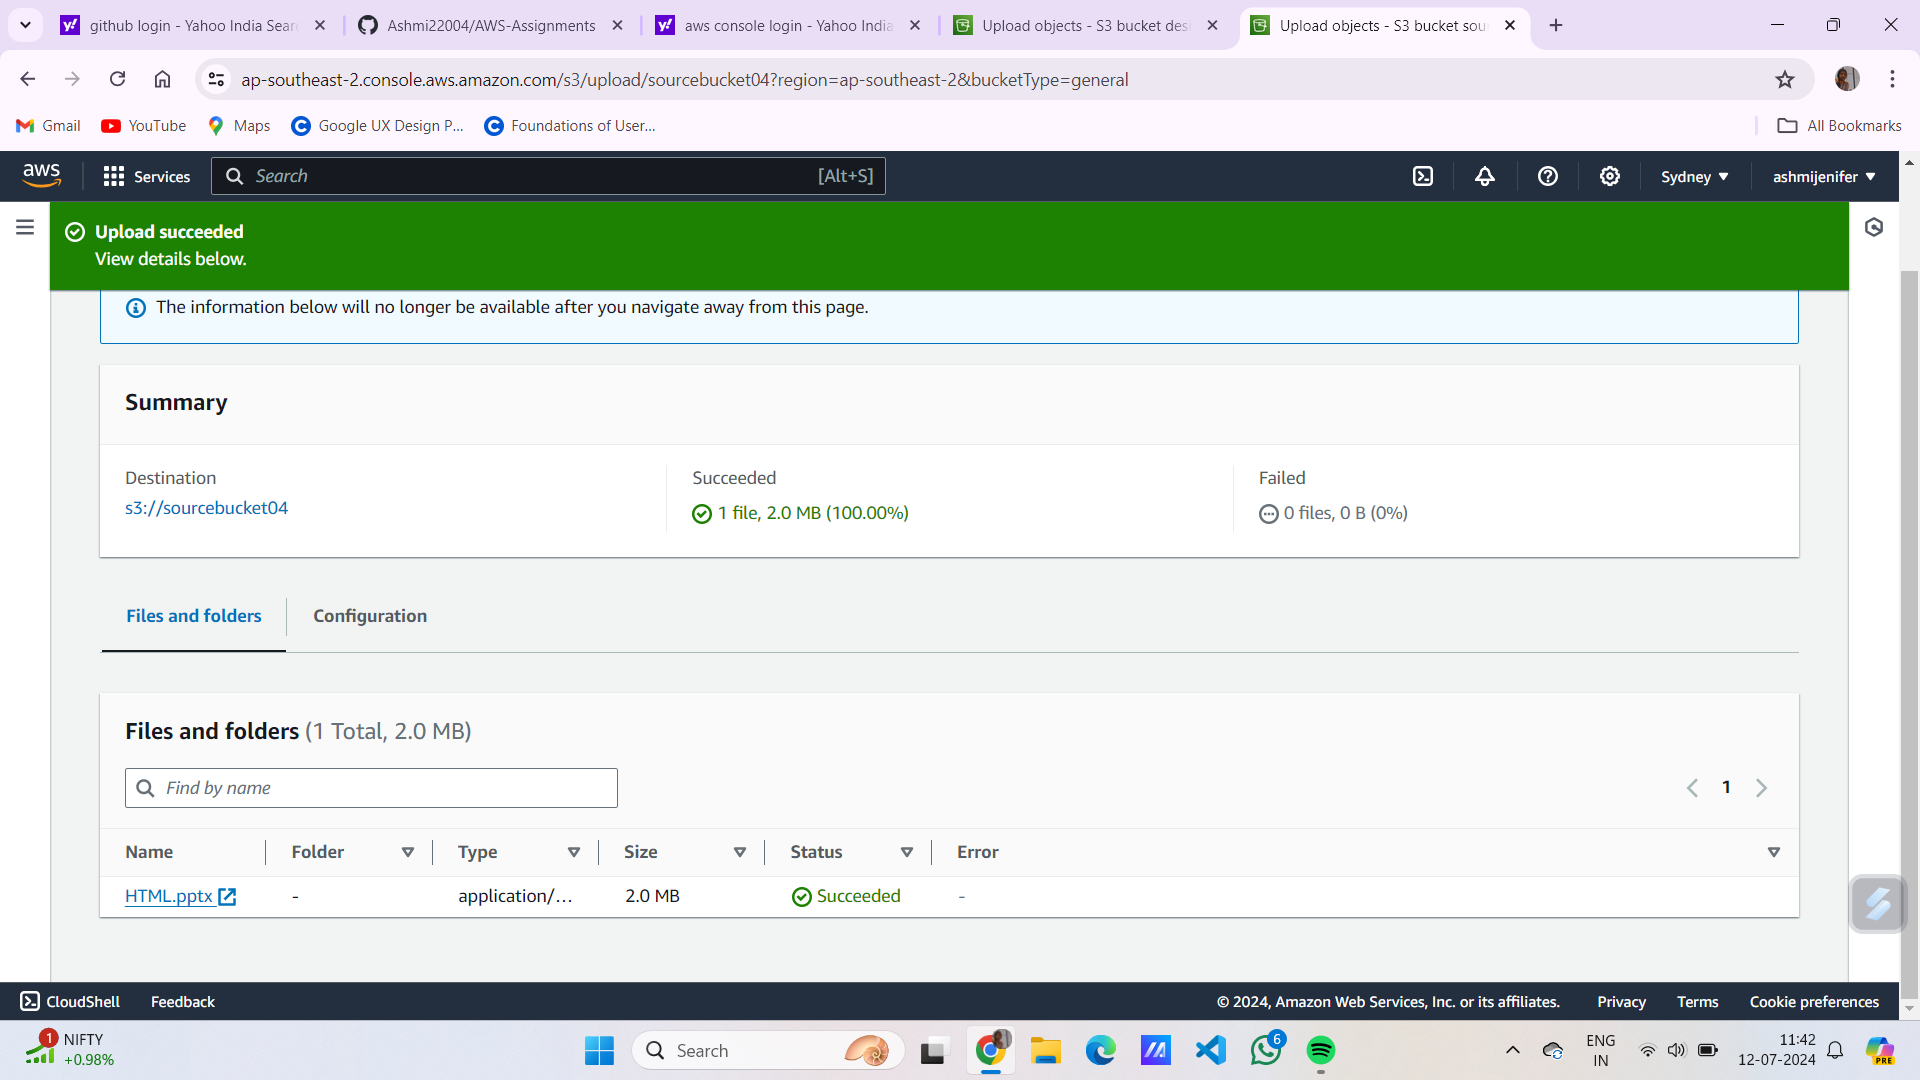 github login - Yahoo India Sear
Ashmi22004/AWS-Assignments
aws console login - Yahoo India
Upload objects - S3 bucket des
Upload objects - S3 bucket sou
ap-southeast-2.console.aws.amazon.com/s3/upload/sourcebucket04?region=ap-southeast-2&bucketType=general
Gmail
YouTube
Maps
Google UX Design P...
Foundations of User...
All Bookmarks
aws
Services
Search
[Alt+S]
Sydney
ashmijenifer
Upload succeeded
View details below.
The information below will no longer be available after you navigate away from this page.
Summary
Destination
s3://sourcebucket04
Succeeded
1 file, 2.0 MB (100.00%)
Failed
0 files, 0 B (0%)
Files and folders
Configuration
Files and folders (1 Total, 2.0 MB)
Find by name
1
Name
Folder
Type
Size
Status
Error
HTML.pptx
-
application/...
2.0 MB
Succeeded
-
CloudShell
Feedback
© 2024, Amazon Web Services, Inc. or its affiliates.
Privacy
Terms
Cookie preferences
1
NIFTY
+0.98%
Search
6
ENG
IN
11:42
12-07-2024
PRE